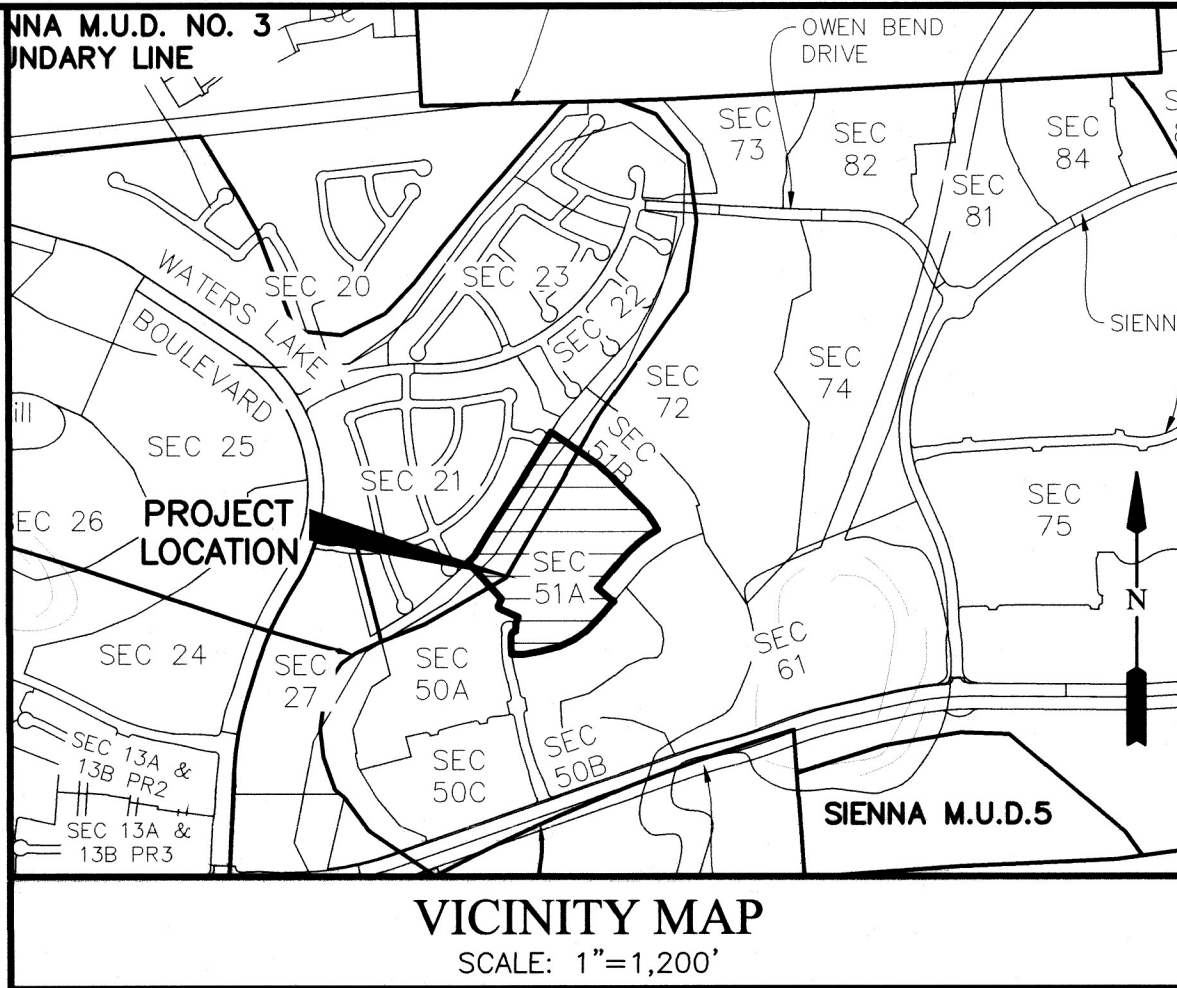 NNA M.U.D. NO. 3
UNDARY LINE
OWEN BEND
DRIVE
SEC
73
SEC
82
SEC
84
SEC
81
SEC 20
SEC 23
SEC 22
WATERS LAKE
BOULEVARD
SIENN
SEC
72
SEC
74
ill
SEC 25
SEC
51B
SEC 21
SEC
75
EC 26
PROJECT
LOCATION
SEC
51A
N
SEC 24
SEC
27
SEC
50A
SEC
61
SEC 13A &
13B PR2
SEC
50C
SEC
50B
SEC 13A &
13B PR3
SIENNA M.U.D.5
VICINITY MAP
SCALE: 1"=1,200'